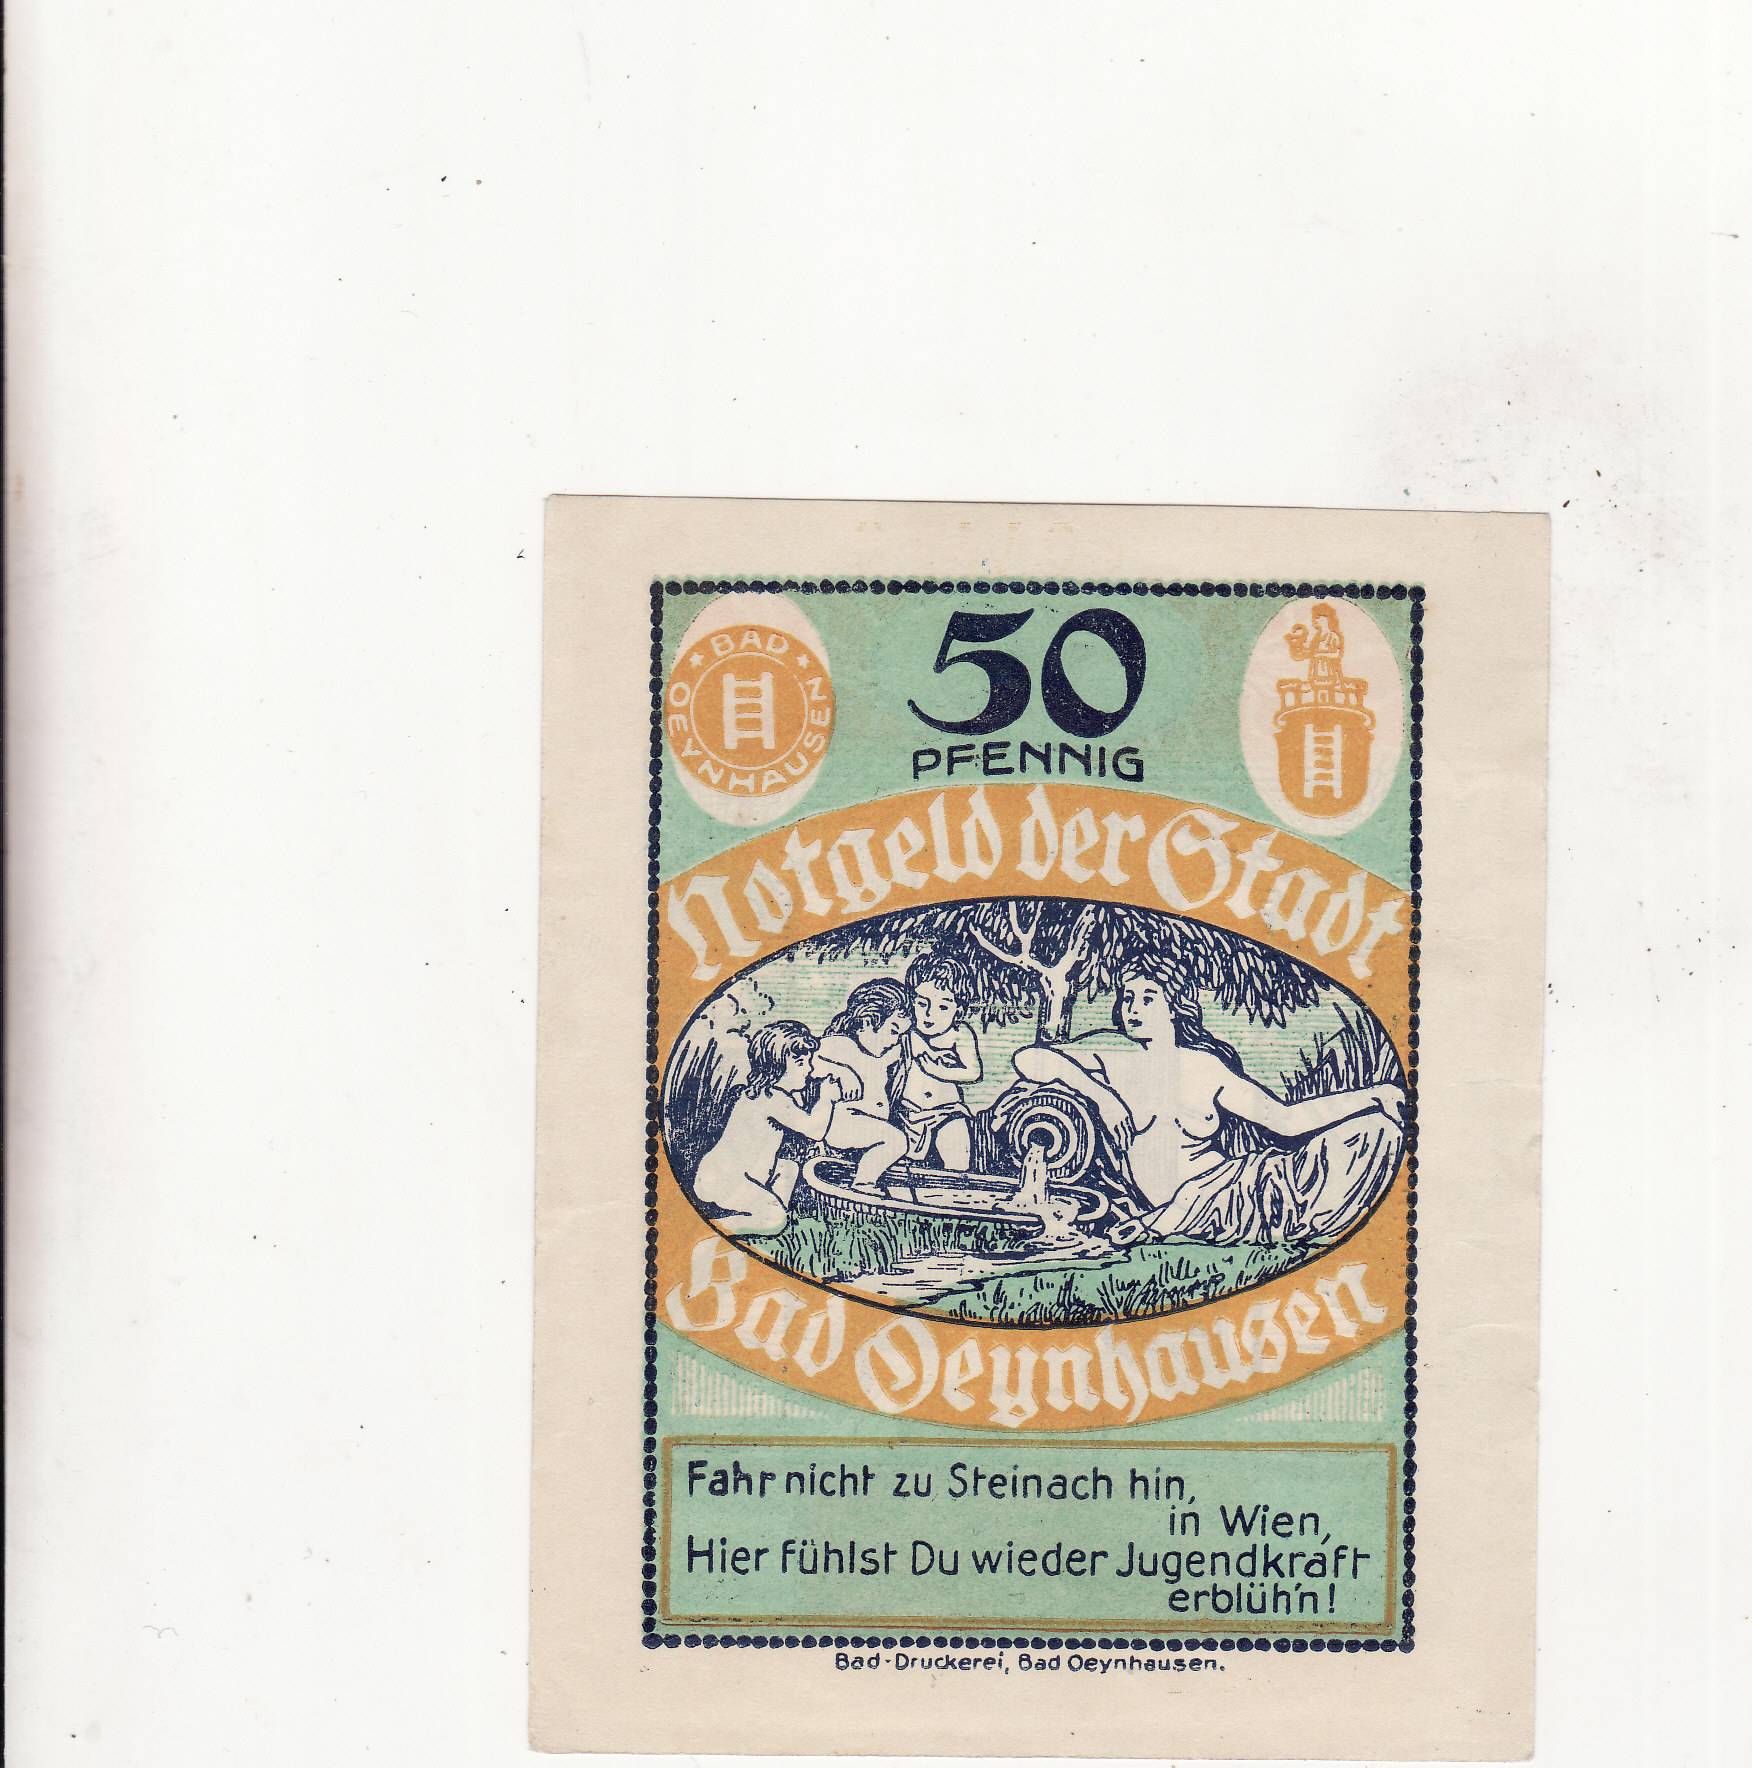 50
PFENNIG
BAD
OEYNHAUSEN
Notgeld der Stadt
Bad Oeynhausen
Fahr nicht zu Steinach hin,
in Wien,
Hier fühlst Du wieder Jugendkraft
erblüh'n!
Bad-Druckerei, Bad Oeynhausen.